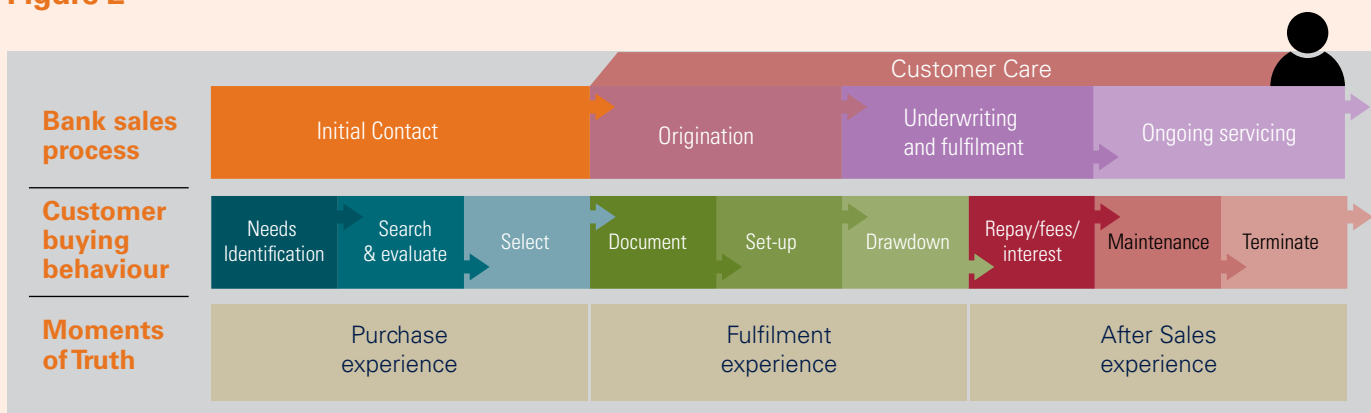 Figure 2
Customer Care
Bank sales
process
Initial Contact
Origination
Underwriting
and fulfilment
Ongoing servicing
Customer
buying
behaviour
Needs
Identification
Search
& evaluate
Select
Document
Set-up
Drawdown
Repay/fees/
interest
Maintenance
Terminate
Moments
of Truth
Purchase
experience
Fulfilment
experience
After Sales
experience